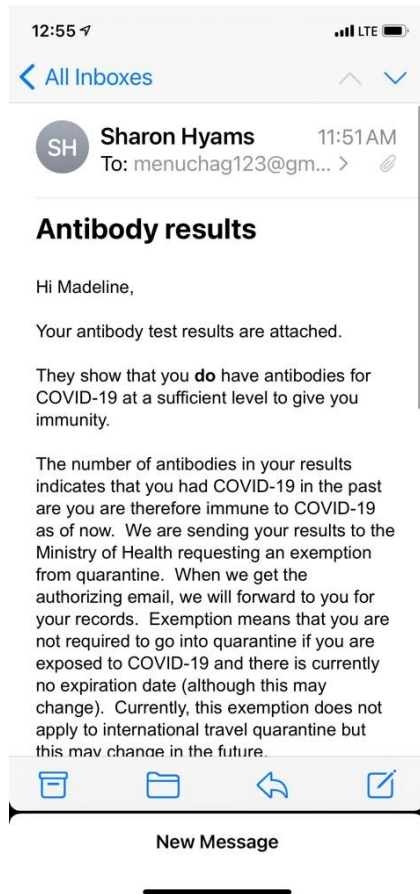 12:55
LTE
All Inboxes
SH
Sharon Hyams
11:51 AM
To: menuchag123@gm... >
Antibody results
Hi Madeline,
Your antibody test results are attached.
They show that you do have antibodies for
COVID-19 at a sufficient level to give you
immunity.
The number of antibodies in your results
indicates that you had COVID-19 in the past
are you are therefore immune to COVID-19
as of now.  We are sending your results to the
Ministry of Health requesting an exemption
from quarantine.  When we get the
authorizing email, we will forward to you for
your records.  Exemption means that you are
not required to go into quarantine if you are
exposed to COVID-19 and there is currently
no expiration date (although this may
change).  Currently, this exemption does not
apply to international travel quarantine but
this may change in the future.
New Message